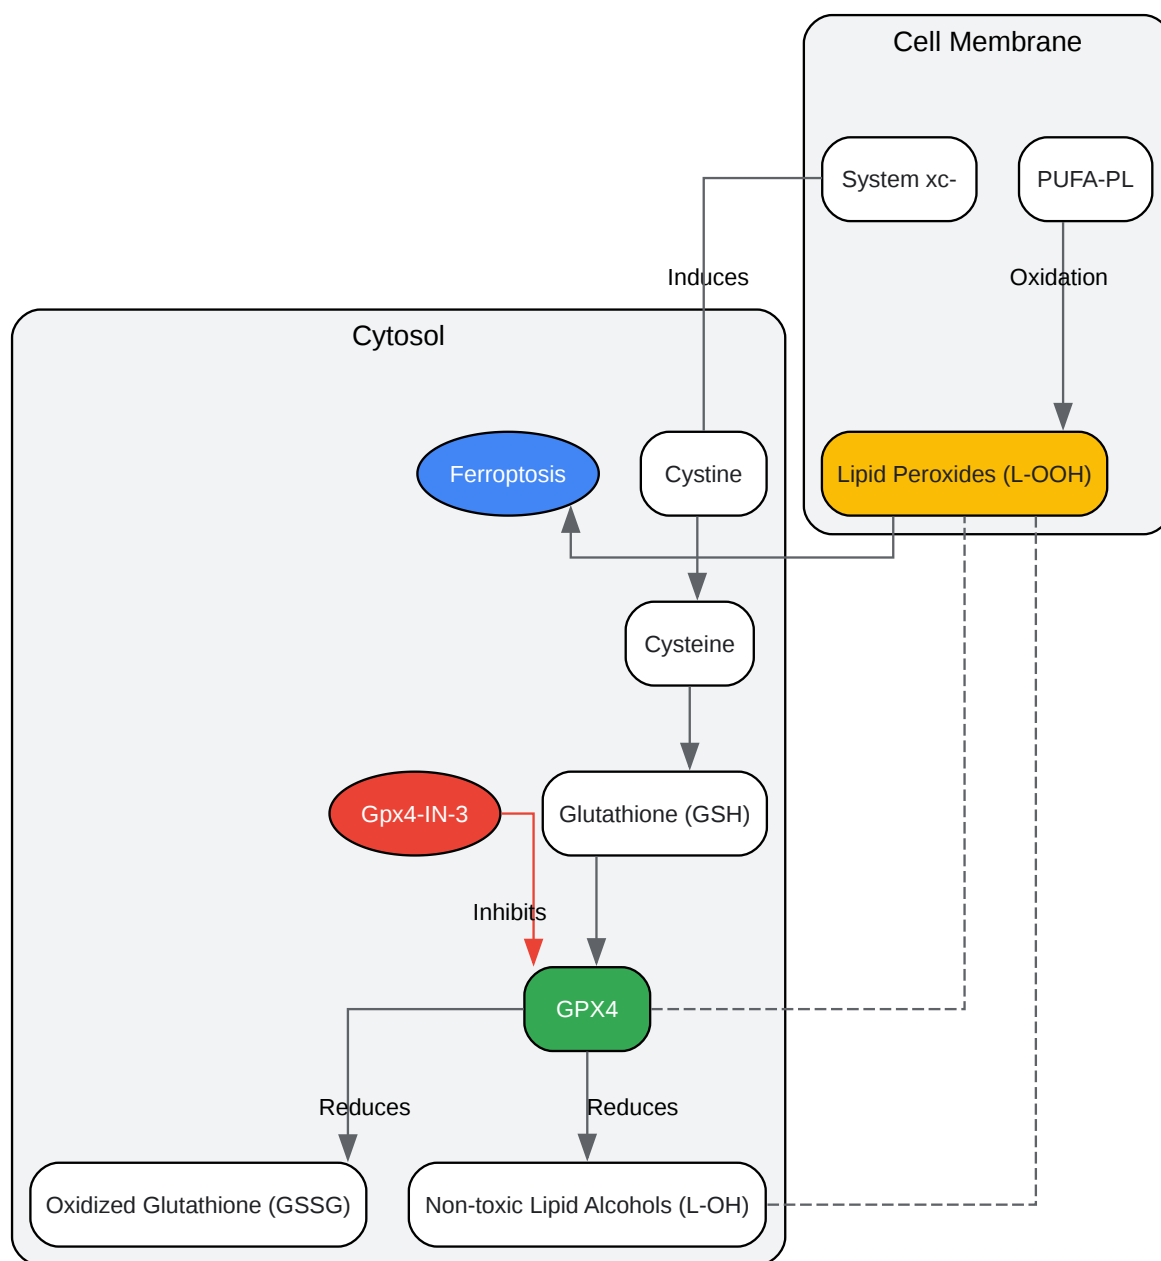 Cell Membrane
System xc-
PUFA-PL
Induces
Oxidation
Cytosol
Ferroptosis
Cystine
Lipid Peroxides (L-OOH)
Cysteine
Gpx4-IN-3
Glutathione (GSH)
Inhibits
GPX4
Reduces
Reduces
Oxidized Glutathione (GSSG)
Non-toxic Lipid Alcohols (L-OH)